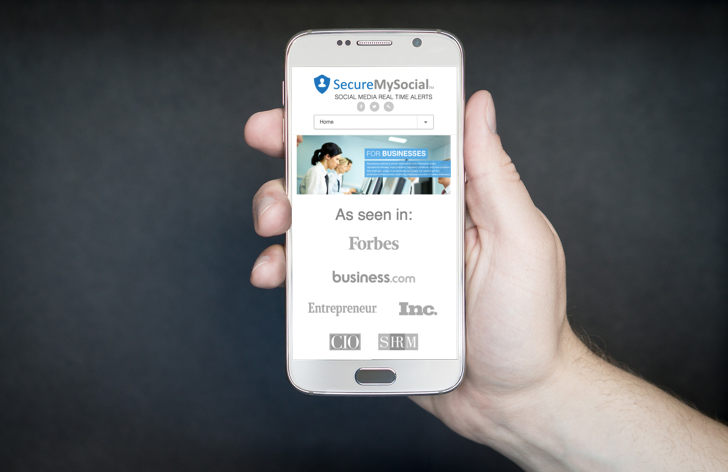 SecureMySocial
SOCIAL MEDIA REAL TIME ALERTS
Home
FOR BUSINESSES
As seen in:
Forbes
business.com
Entrepreneur
Inc.
CIO
SHRM